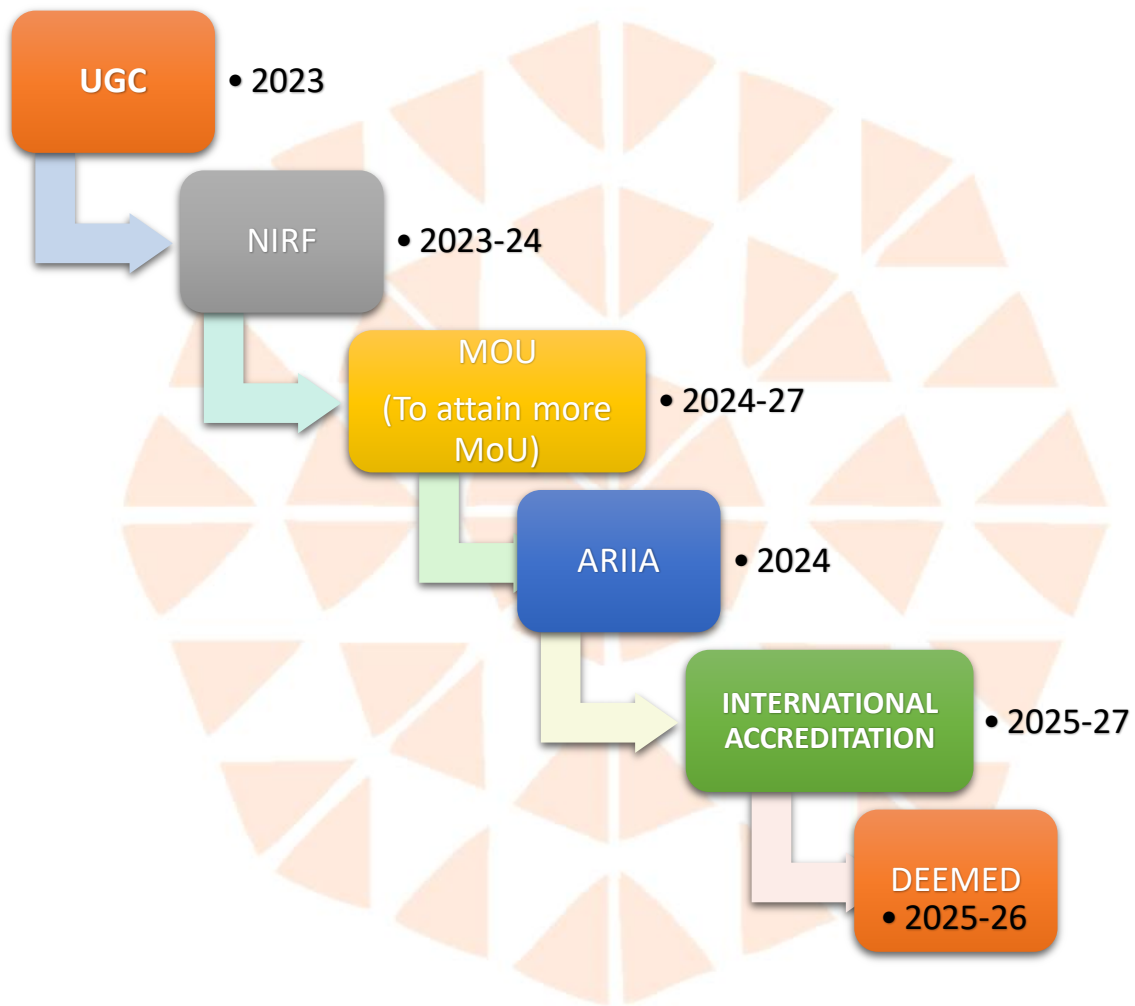 UGC
• 2023
NIRF
• 2023-24
MOU
(To attain more
MoU)
• 2024-27
ARIIA
• 2024
INTERNATIONAL
ACCREDITATION
• 2025-27
DEEMED
• 2025-26